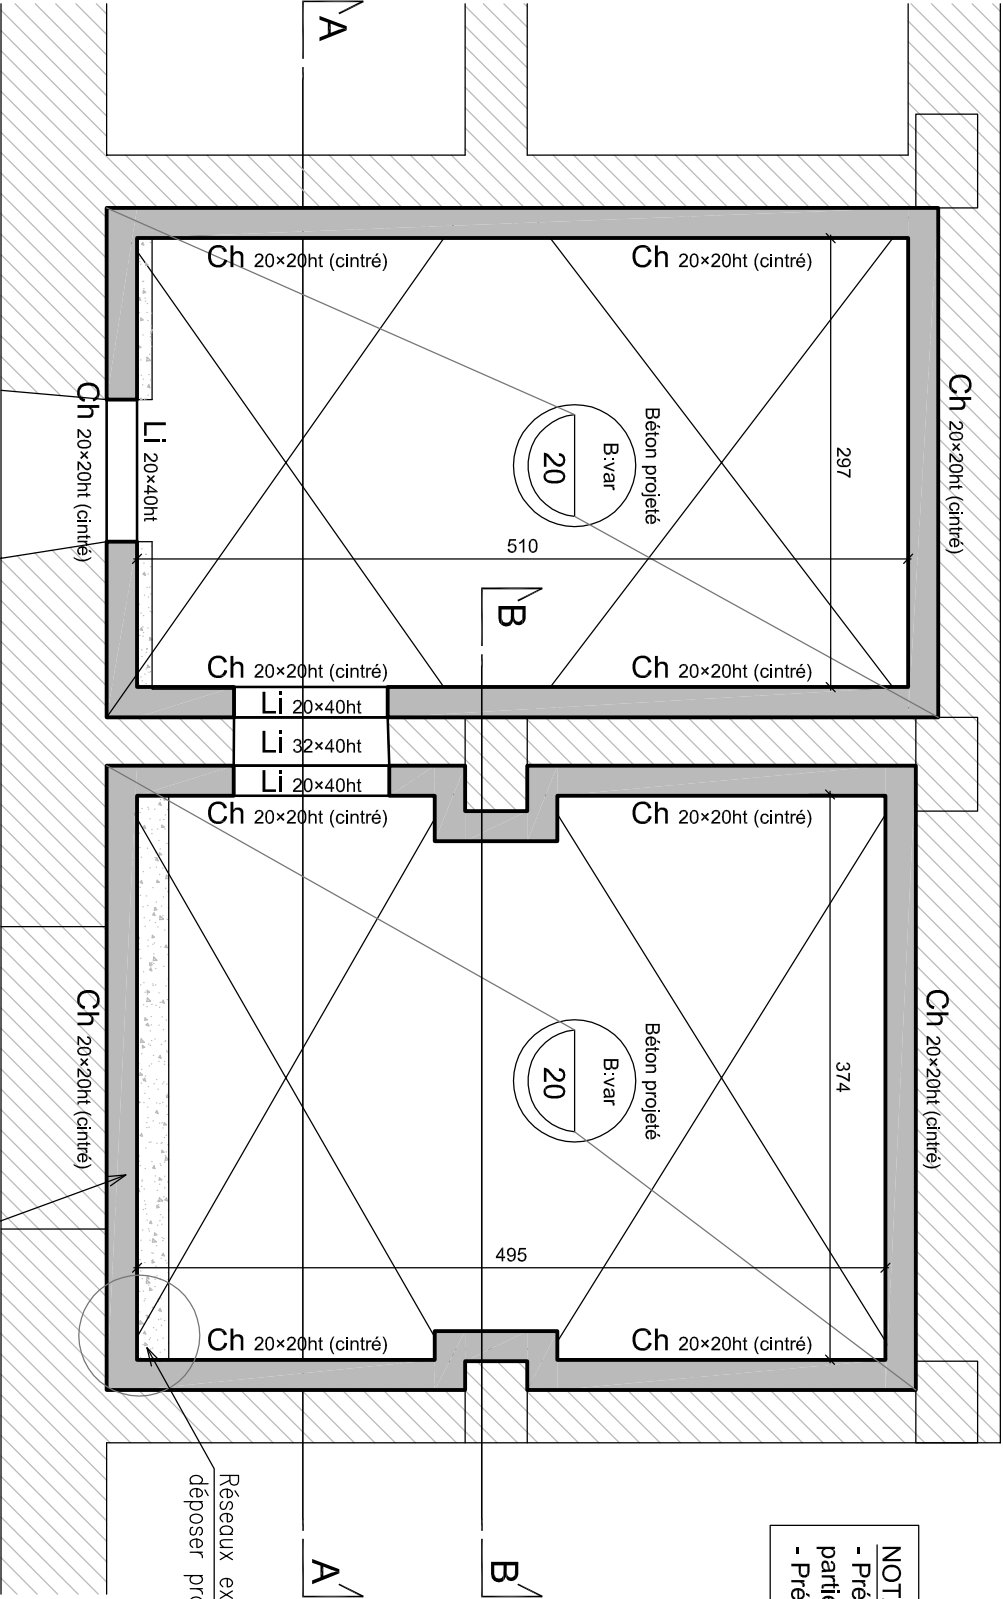 A
Ch 20×20ht (cintré)
Ch 20×20ht (cintré)
Ch 20×20ht (cintré)
Ch 20×20ht (cintré)
Li 20×40ht
Béton projeté
B:var
20
297
510
B
Ch 20×20ht (cintré)
Ch 20×20ht (cintré)
Li 20×40ht
Li 32×40ht
Li 20×40ht
Ch 20×20ht (cintré)
Ch 20×20ht (cintré)
Ch 20×20ht (cintré)
Ch 20×20ht (cintré)
Béton projeté
B:var
20
374
495
Ch 20×20ht (cintré)
Ch 20×20ht (cintré)
Réseaux
déposer
A
B
NOT
- Pré
partie
- Pré